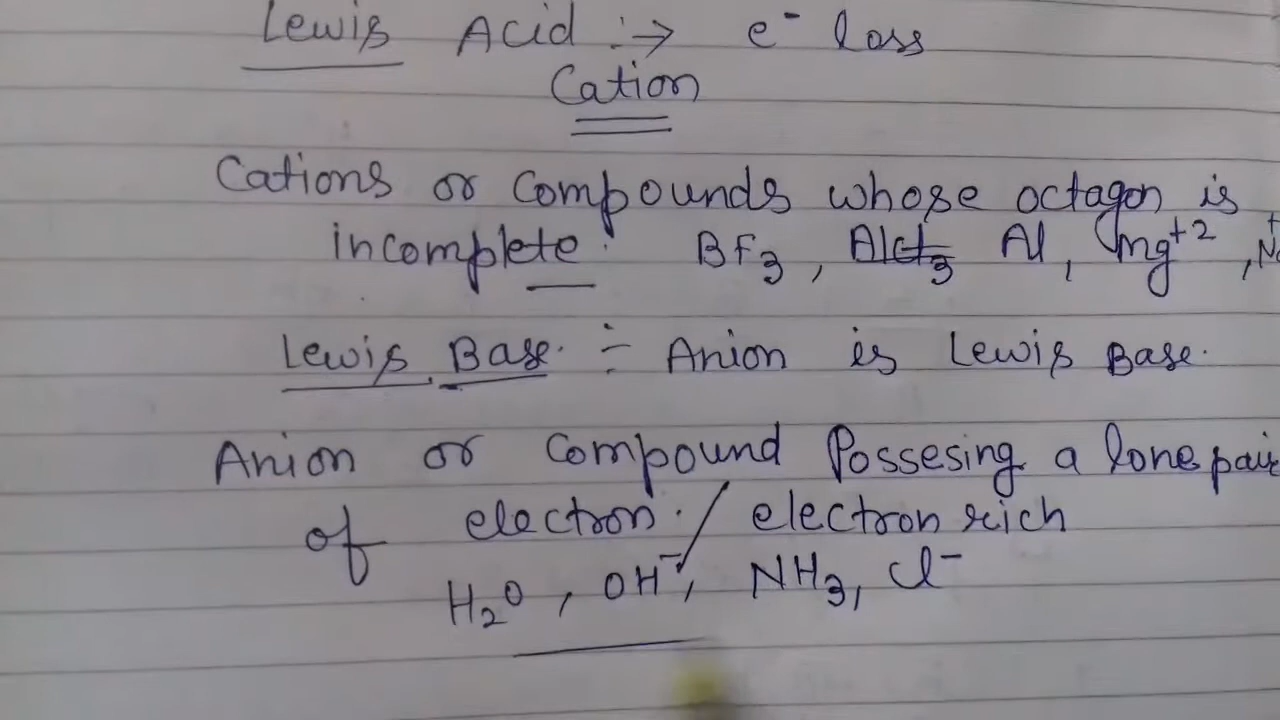 Lewis Acid :→ e⁻ loss
Cation
Cations or Compounds whose octagon is
incomplete. BF₃, A̶l̶c̶l̶₃̶ Al, mg⁺²,
Lewis Base. ÷ Anion is Lewis Base.
Anion or Compound Possesing a lone pair
of electron. / electron rich
H₂O, OH⁻, NH₃, Cl⁻